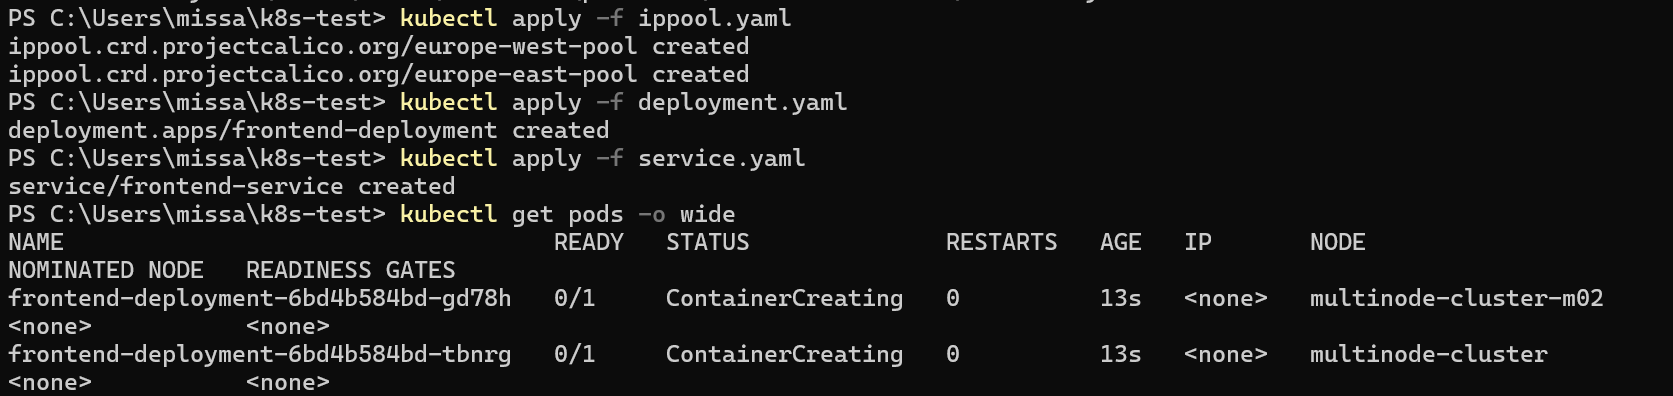 PS C:\Users\missa\k8s-test> kubectl apply -f ippool.yaml
ippool.crd.projectcalico.org/europe-west-pool created
ippool.crd.projectcalico.org/europe-east-pool created
PS C:\Users\missa\k8s-test> kubectl apply -f deployment.yaml
deployment.apps/frontend-deployment created
PS C:\Users\missa\k8s-test> kubectl apply -f service.yaml
service/frontend-service created
PS C:\Users\missa\k8s-test> kubectl get pods -o wide
NAME                                   READY   STATUS              RESTARTS   AGE   IP       NODE
NOMINATED NODE   READINESS GATES
frontend-deployment-6bd4b584bd-gd78h   0/1     ContainerCreating   0          13s   <none>   multinode-cluster-m02
<none>           <none>
frontend-deployment-6bd4b584bd-tbnrg   0/1     ContainerCreating   0          13s   <none>   multinode-cluster
<none>           <none>